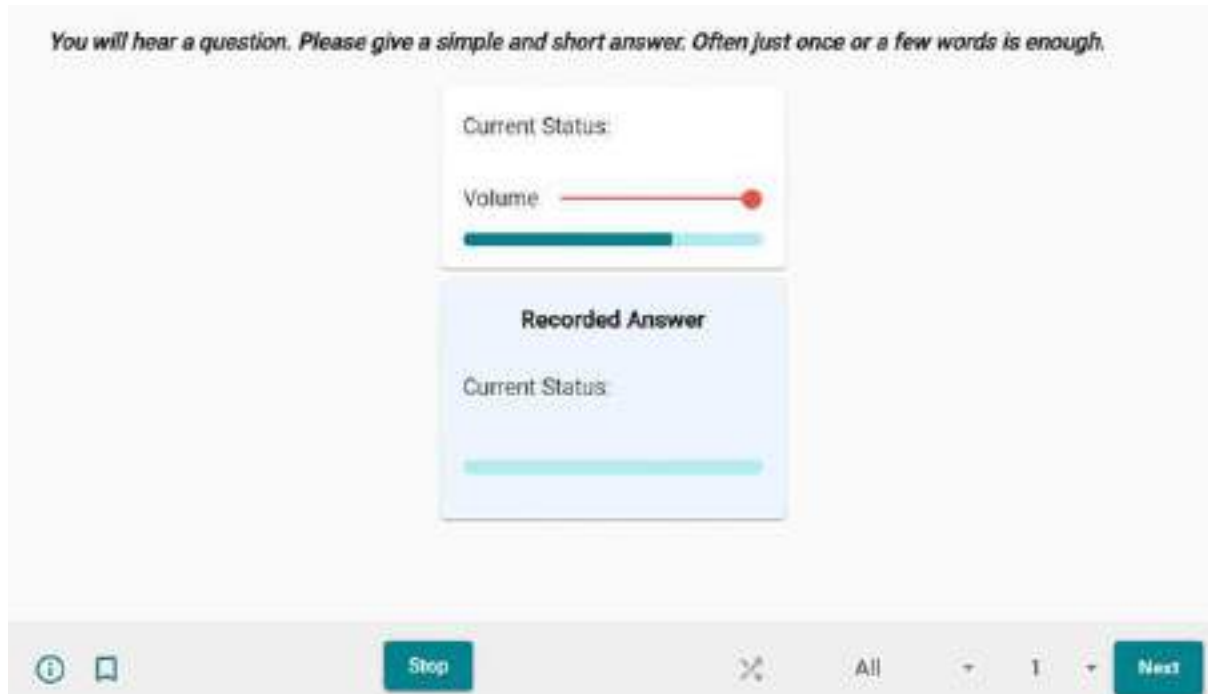 You will hear a question. Please give a simple and short answer. Often just once or a few words is enough.
Current Status:
Volume
Recorded Answer
Current Status:
Stop
All
1
Next